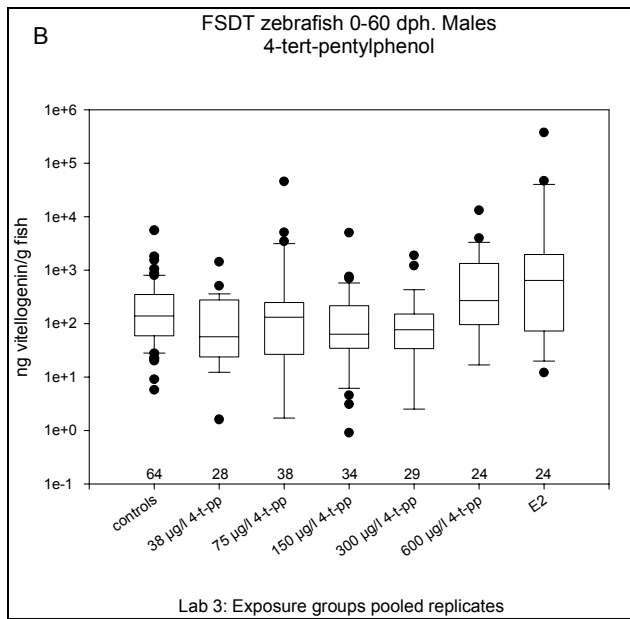 B
FSDT zebrafish 0-60 dph. Males
4-tert-pentylphenol
ng vitellogenin/g fish
1e+6
1e+5
1e+4
1e+3
1e+2
1e+1
1e+0
1e-1
64 28 38 34 29 24 24
controls
38 µg/l 4-t-pp
75 µg/l 4-t-pp
150 µg/l 4-t-pp
300 µg/l 4-t-pp
600 µg/l 4-t-pp
E2
Lab 3: Exposure groups pooled replicates